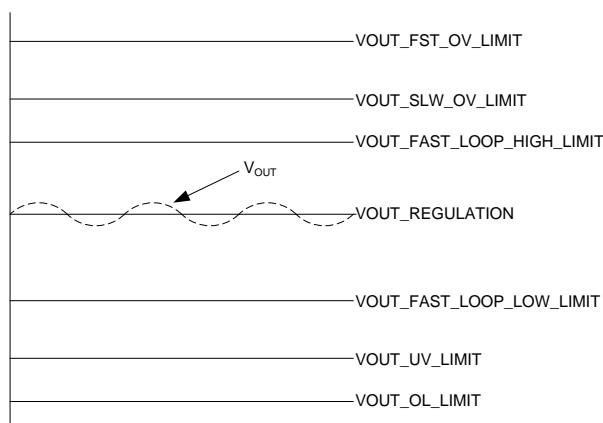 VOUT_FST_OV_LIMIT
VOUT_SLW_OV_LIMIT
VOUT_FAST_LOOP_HIGH_LIMIT
VOUT
VOUT_REGULATION
VOUT_FAST_LOOP_LOW_LIMIT
VOUT_UV_LIMIT
VOUT_OL_LIMIT